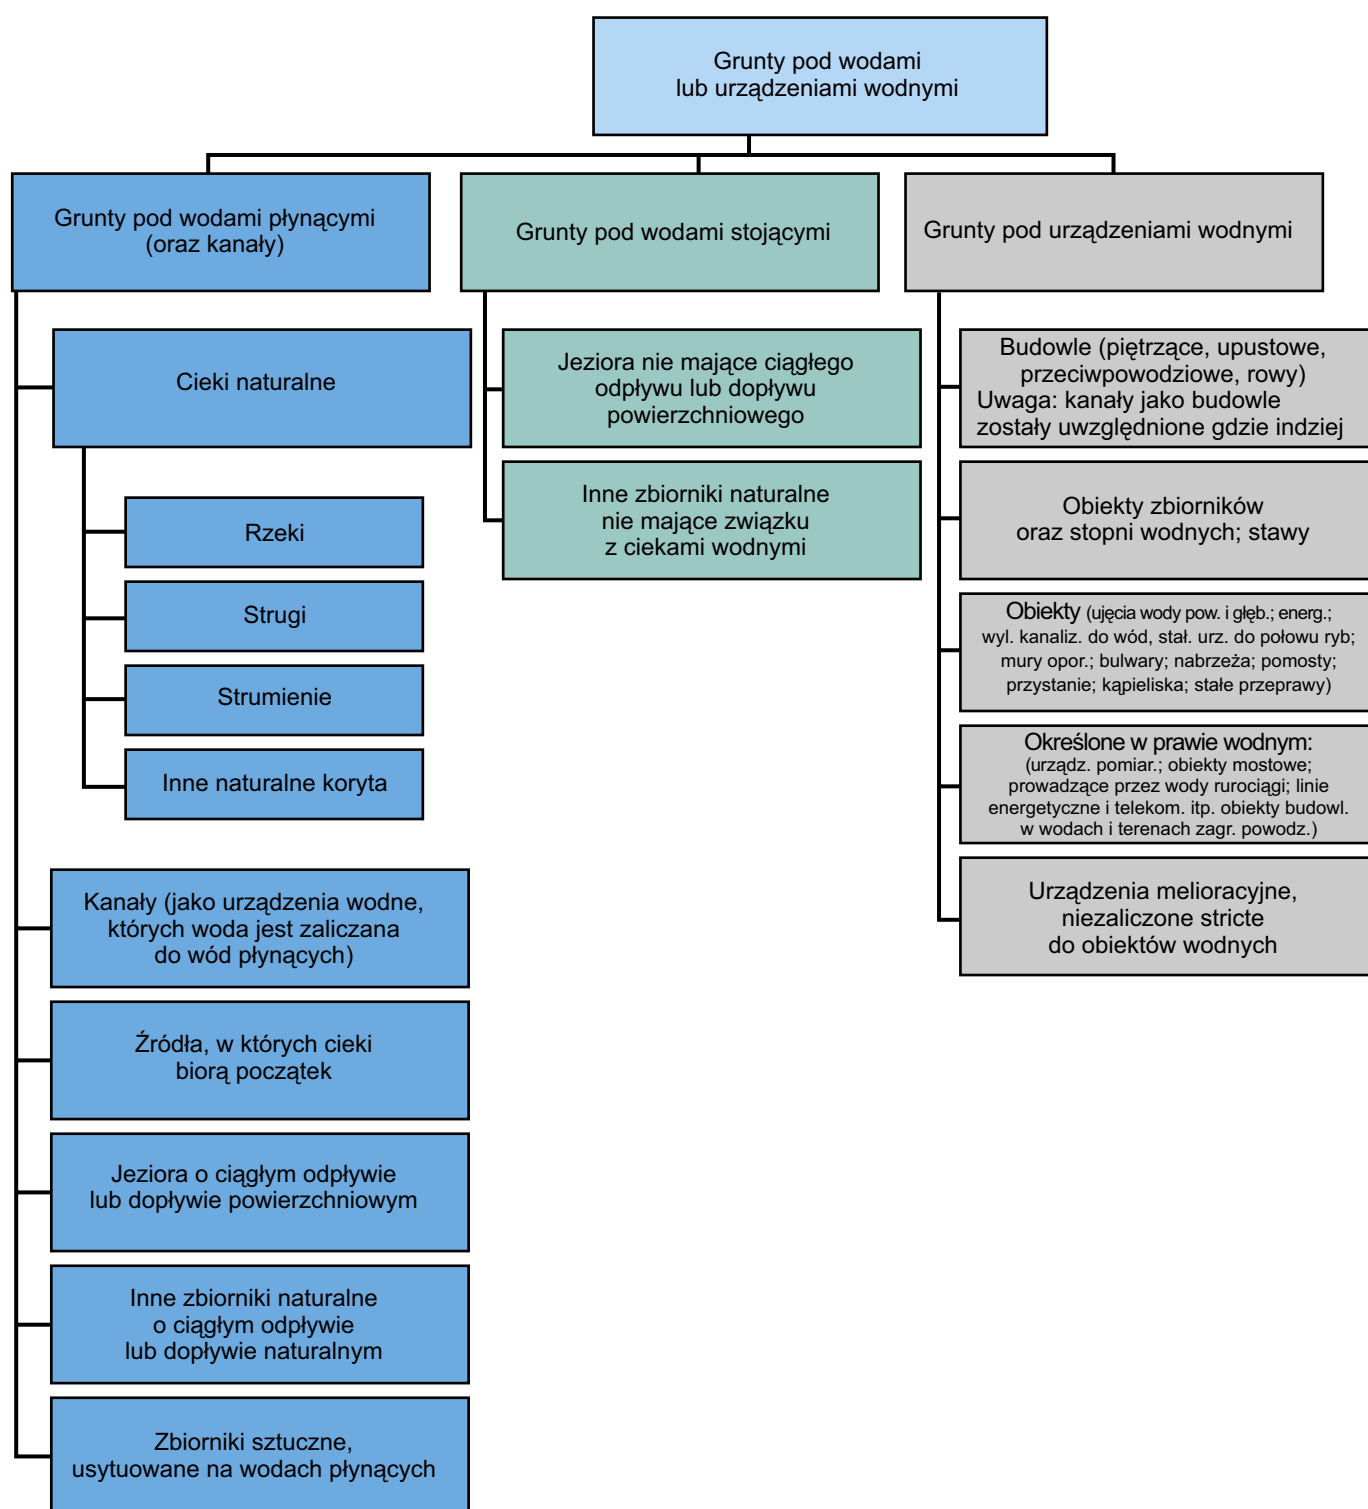 Grunty pod wodami
lub urządzeniami wodnymi
Grunty pod wodami płynącymi
(oraz kanały)
Grunty pod wodami stojącymi
Grunty pod urządzeniami wodnymi
Cieki naturalne
Rzeki
Strugi
Strumienie
Inne naturalne koryta
Kanały (jako urządzenia wodne,
których woda jest zaliczana
do wód płynących)
Źródła, w których cieki
biorą początek
Jeziora o ciągłym odpływie
lub dopływie powierzchniowym
Inne zbiorniki naturalne
o ciągłym odpływie
lub dopływie naturalnym
Zbiorniki sztuczne,
usytuowane na wodach płynących
Jeziora nie mające ciągłego
odpływu lub dopływu
powierzchniowego
Inne zbiorniki naturalne
nie mające związku
z ciekami wodnymi
Budowle (piętrzące, upustowe,
przeciwpowodziowe, rowy)
Uwaga: kanały jako budowle
zostały uwzględnione gdzie indziej
Obiekty zbiorników
oraz stopni wodnych; stawy
Obiekty (ujęcia wody pow. i głęb.; energ.;
wyl. kanaliz. do wód, stał. urz. do połowu ryb;
mury opor.; bulwary; nabrzeża; pomosty;
przystanie; kąpieliska; stałe przeprawy)
Określone w prawie wodnym:
(urządz. pomiar.; obiekty mostowe;
prowadzące przez wody rurociągi; linie
energetyczne i telekom. itp. obiekty budowl.
w wodach i terenach zagr. powodz.)
Urządzenia melioracyjne,
niezaliczone stricte
do obiektów wodnych